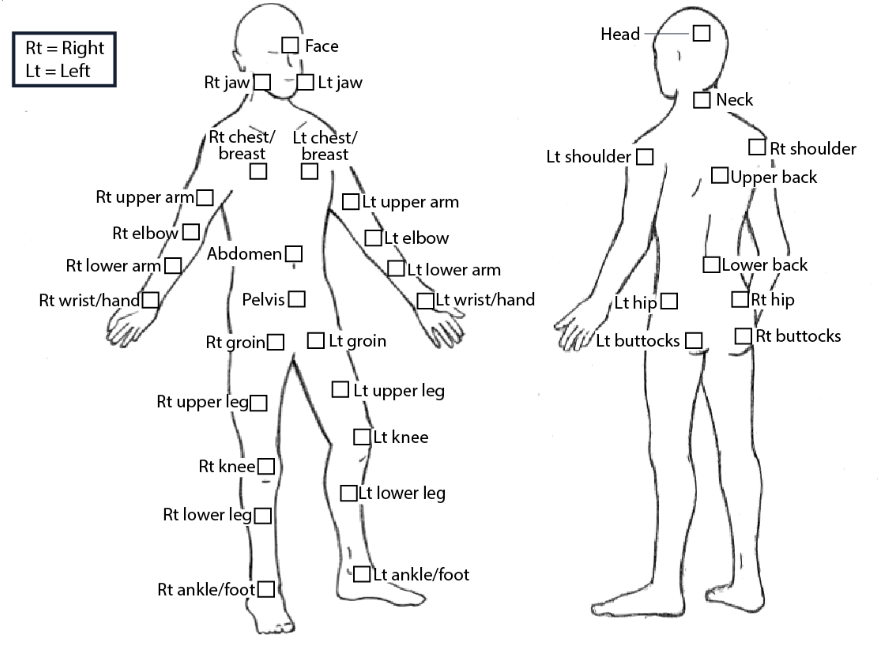 Rt = Right
Lt = Left
Face
Rt jaw
Lt jaw
Rt chest/
breast
Lt chest/
breast
Rt upper arm
Lt upper arm
Rt elbow
Lt elbow
Abdomen
Rt lower arm
Lt lower arm
Rt wrist/hand
Pelvis
Lt wrist/hand
Rt groin
Lt groin
Rt upper leg
Lt upper leg
Lt knee
Rt knee
Lt lower leg
Rt lower leg
Lt ankle/foot
Rt ankle/foot
Head
Neck
Lt shoulder
Rt shoulder
Upper back
Lower back
Lt hip
Rt hip
Lt buttocks
Rt buttocks